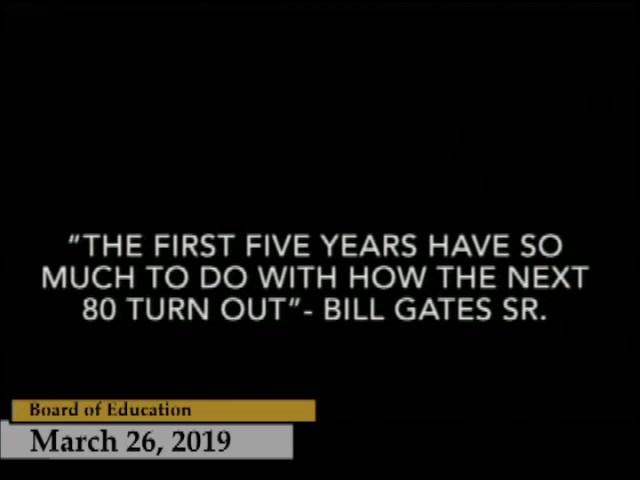 “THE FIRST FIVE YEARS HAVE SO
MUCH TO DO WITH HOW THE NEXT
80 TURN OUT”- BILL GATES SR.
Board of Education
March 26, 2019